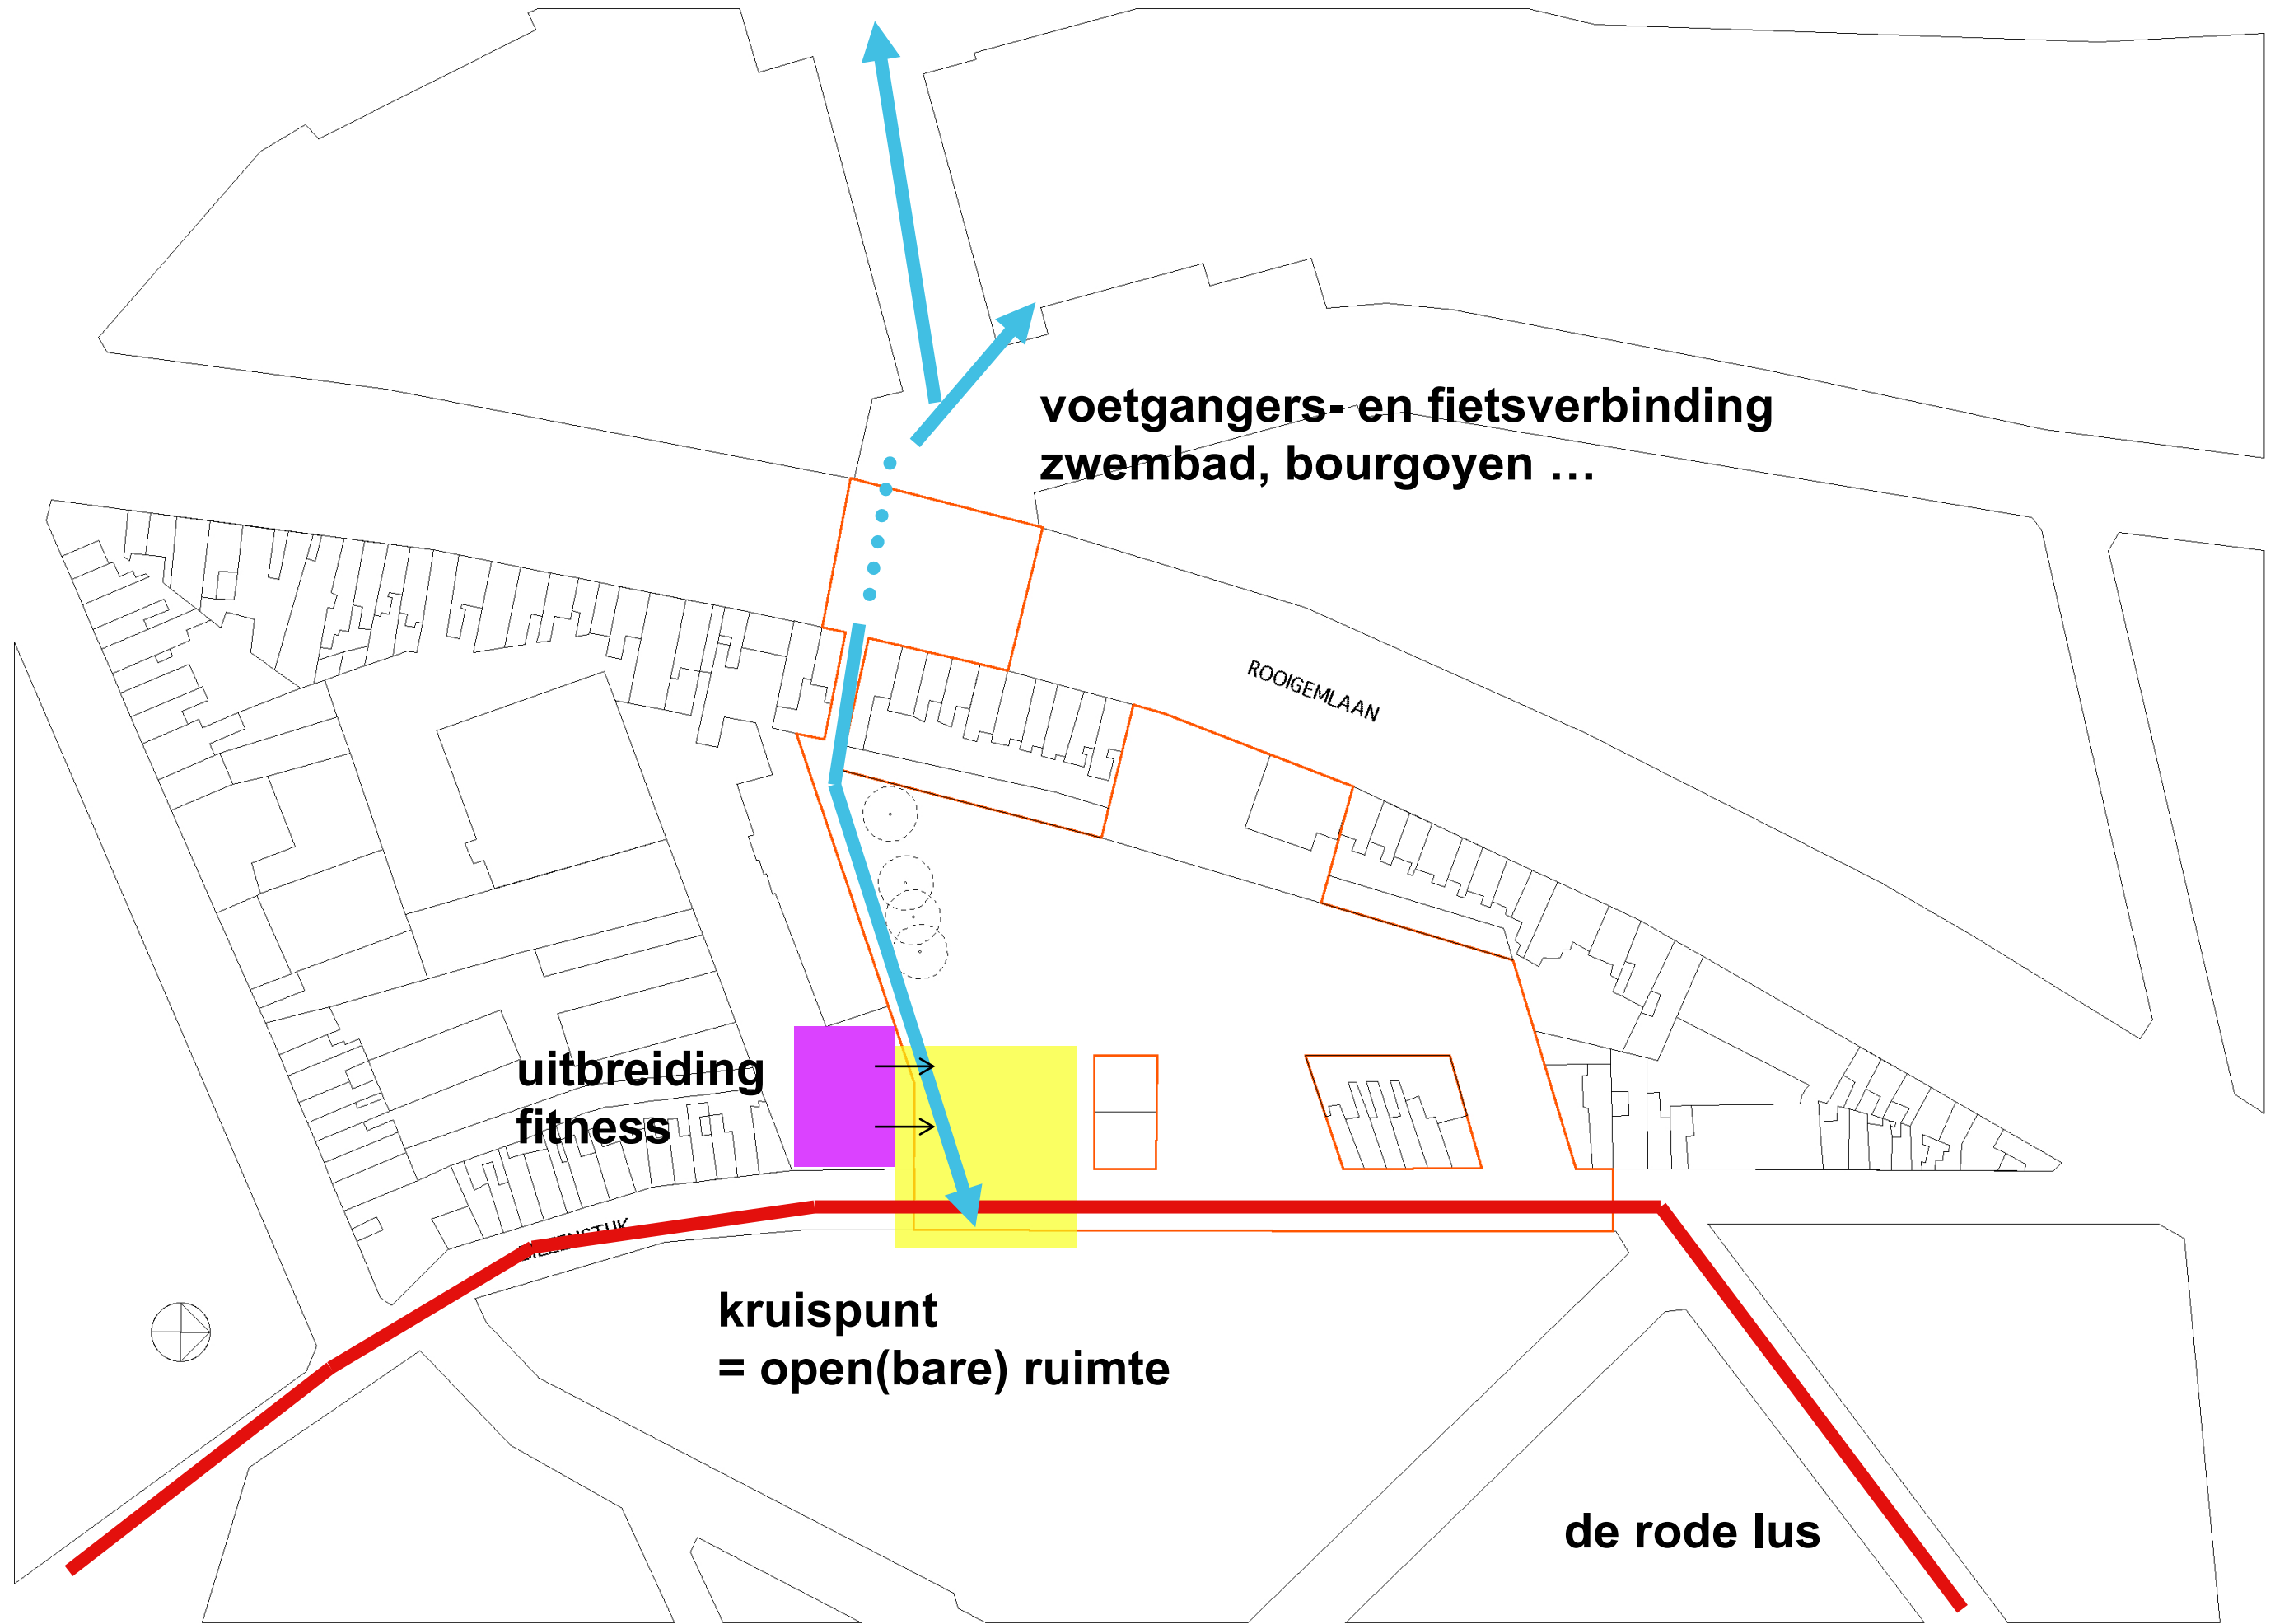 voetgangers- en fietsverbinding
zwembad, bourgoyen …
ROOIGEMLAAN
uitbreiding
fitness
kruispunt
= open(bare) ruimte
de rode lus